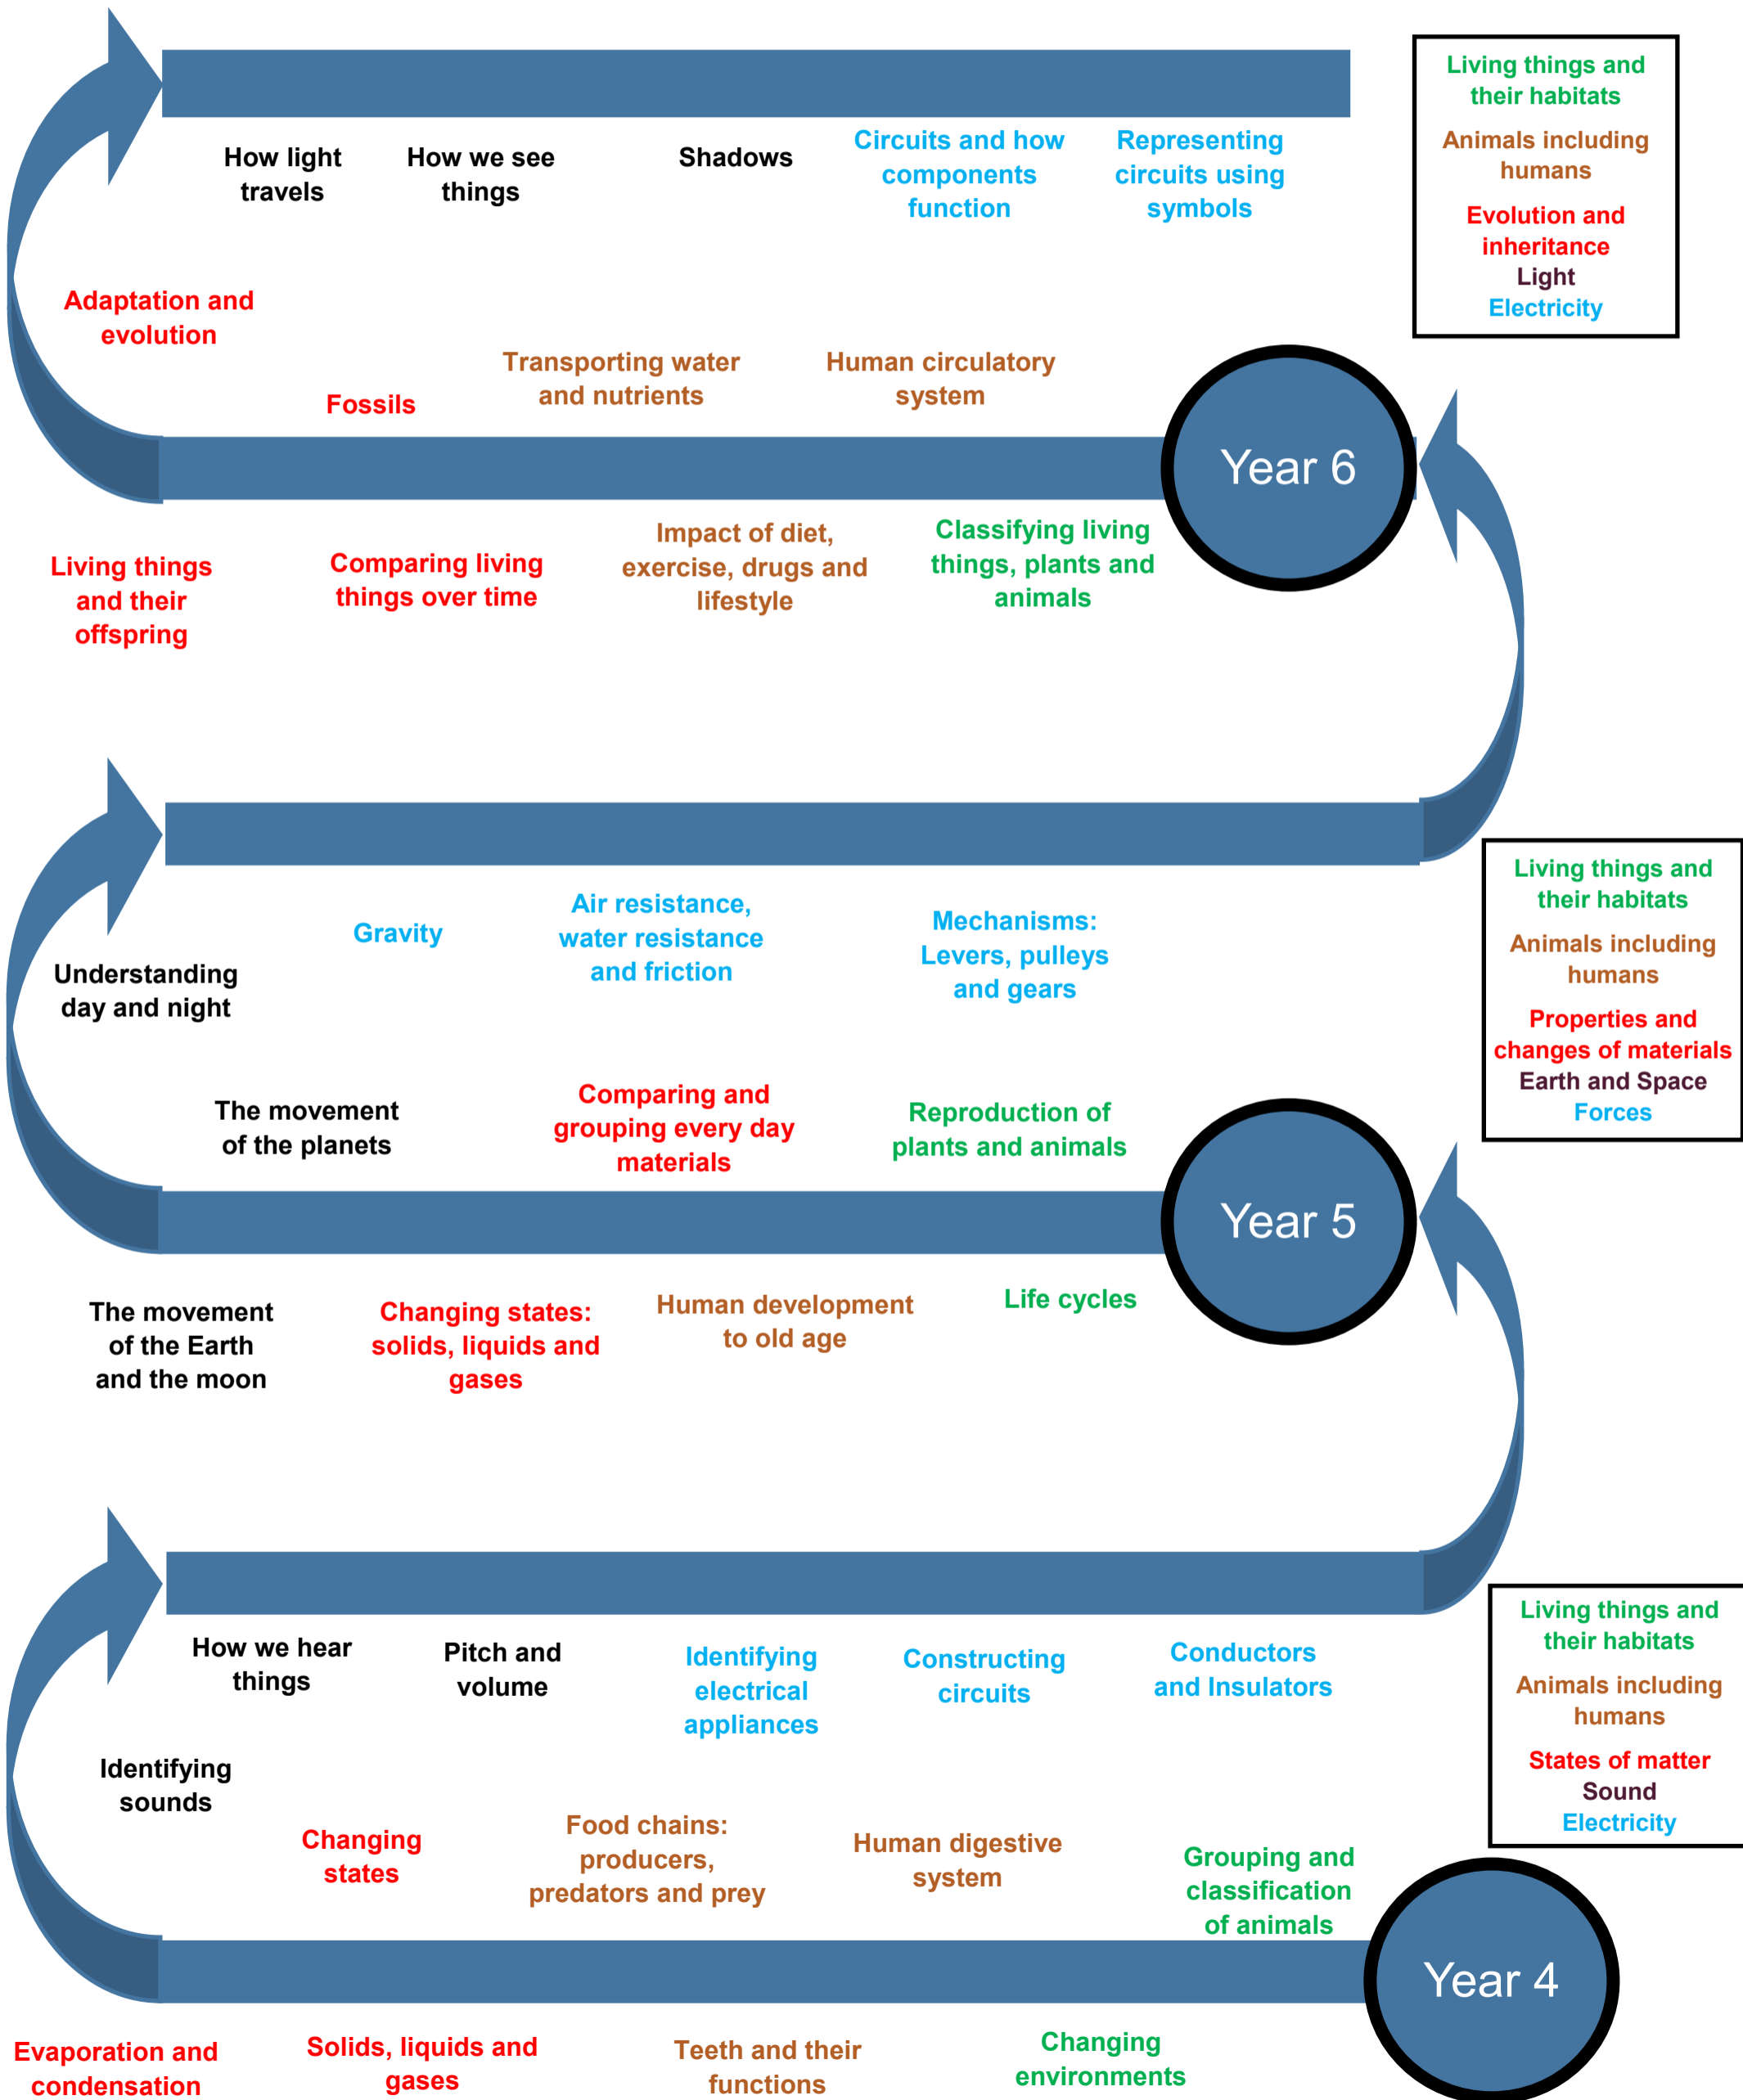 How light
travels
How we see
things
Shadows
Circuits and how
components
function
Representing
circuits using
symbols
Living things and
their habitats
Animals including
humans
Evolution and
inheritance
Light
Electricity
Adaptation and
evolution
Fossils
Transporting water
and nutrients
Human circulatory
system
Year 6
Living things
and their
offspring
Comparing living
things over time
Impact of diet,
exercise, drugs and
lifestyle
Classifying living
things, plants and
animals
Understanding
day and night
Gravity
Air resistance,
water resistance
and friction
Mechanisms:
Levers, pulleys
and gears
Living things and
their habitats
Animals including
humans
Properties and
changes of materials
Earth and Space
Forces
The movement
of the planets
Comparing and
grouping every day
materials
Reproduction of
plants and animals
Year 5
The movement
of the Earth
and the moon
Changing states:
solids, liquids and
gases
Human development
to old age
Life cycles
How we hear
things
Pitch and
volume
Identifying
electrical
appliances
Constructing
circuits
Conductors
and Insulators
Living things and
their habitats
Animals including
humans
States of matter
Sound
Electricity
Identifying
sounds
Changing
states
Food chains:
producers,
predators and prey
Human digestive
system
Grouping and
classification
of animals
Year 4
Evaporation and
condensation
Solids, liquids and
gases
Teeth and their
functions
Changing
environments